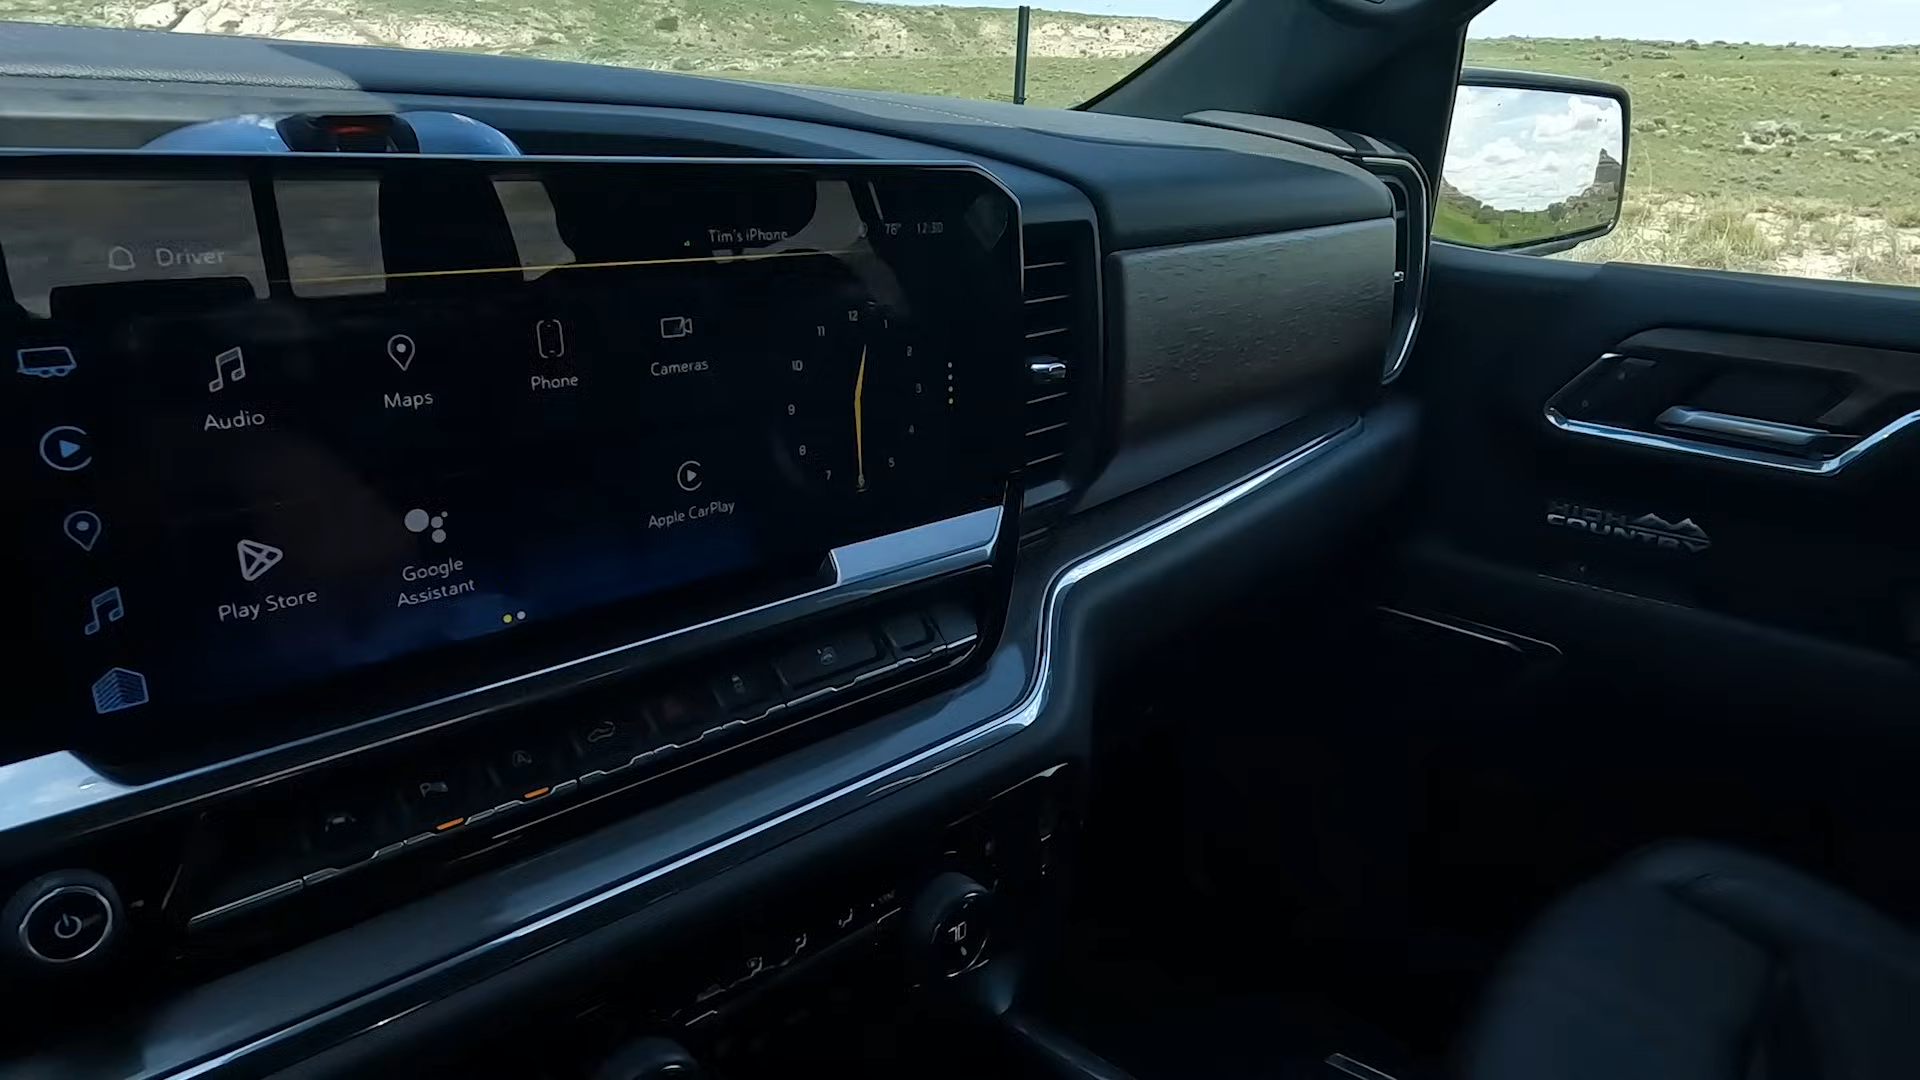 Tim's iPhone
76° 12:30
Driver
Audio
Maps
Phone
Cameras
Play Store
Google
Assistant
Apple CarPlay
12
1
2
3
4
5
6
7
8
9
10
11
70
HIGH
COUNTRY